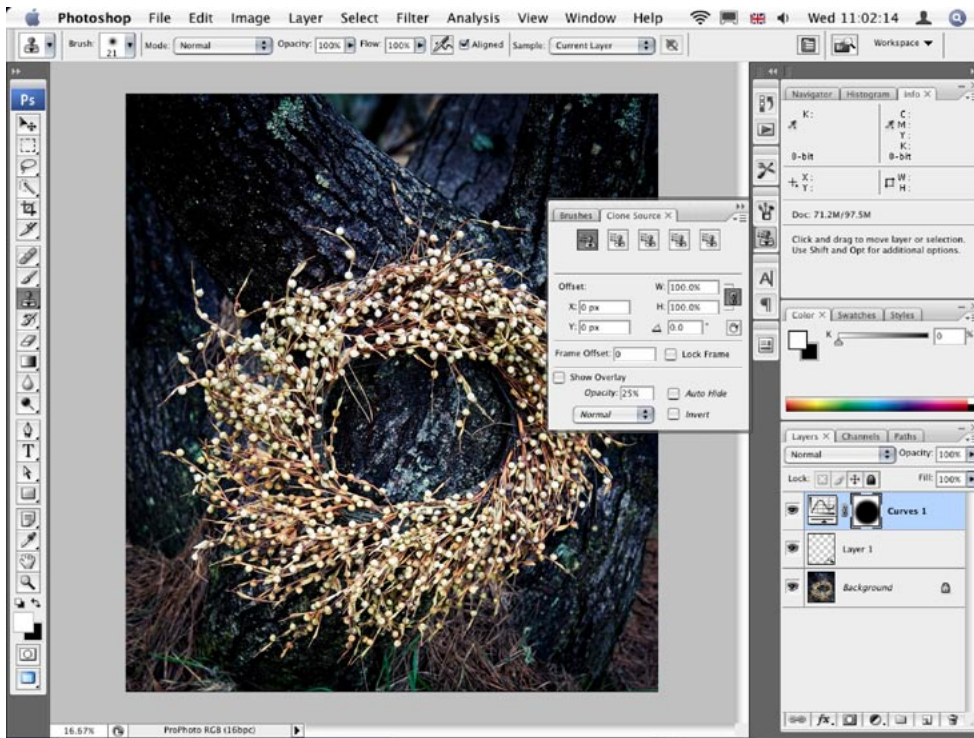 Photoshop File Edit Image Layer Select Filter Analysis View Window Help Wed 11:02:14
Brush: 21 Mode: Normal Opacity: 100% Flow: 100% Aligned Sample: Current Layer Workspace
Ps
Navigator Histogram Info
K: C:
M:
Y:
K:
8-bit 8-bit
X: W:
Y: H:
Doc: 71.2M/97.5M
Click and drag to move layer or selection.
Use Shift and Opt for additional options.
Brushes Clone Source
Offset: W: 100.0%
X: 0 px H: 100.0%
Y: 0 px 0.0 °
Frame Offset: 0 Lock Frame
Show Overlay
Opacity: 25% Auto Hide
Normal Invert
Color Swatches Styles
K 0 %
Layers Channels Paths
Normal Opacity: 100%
Lock: Fill: 100%
Curves 1
Layer 1
Background
fx
T
A
16.67% ProPhoto RGB (16bpc)